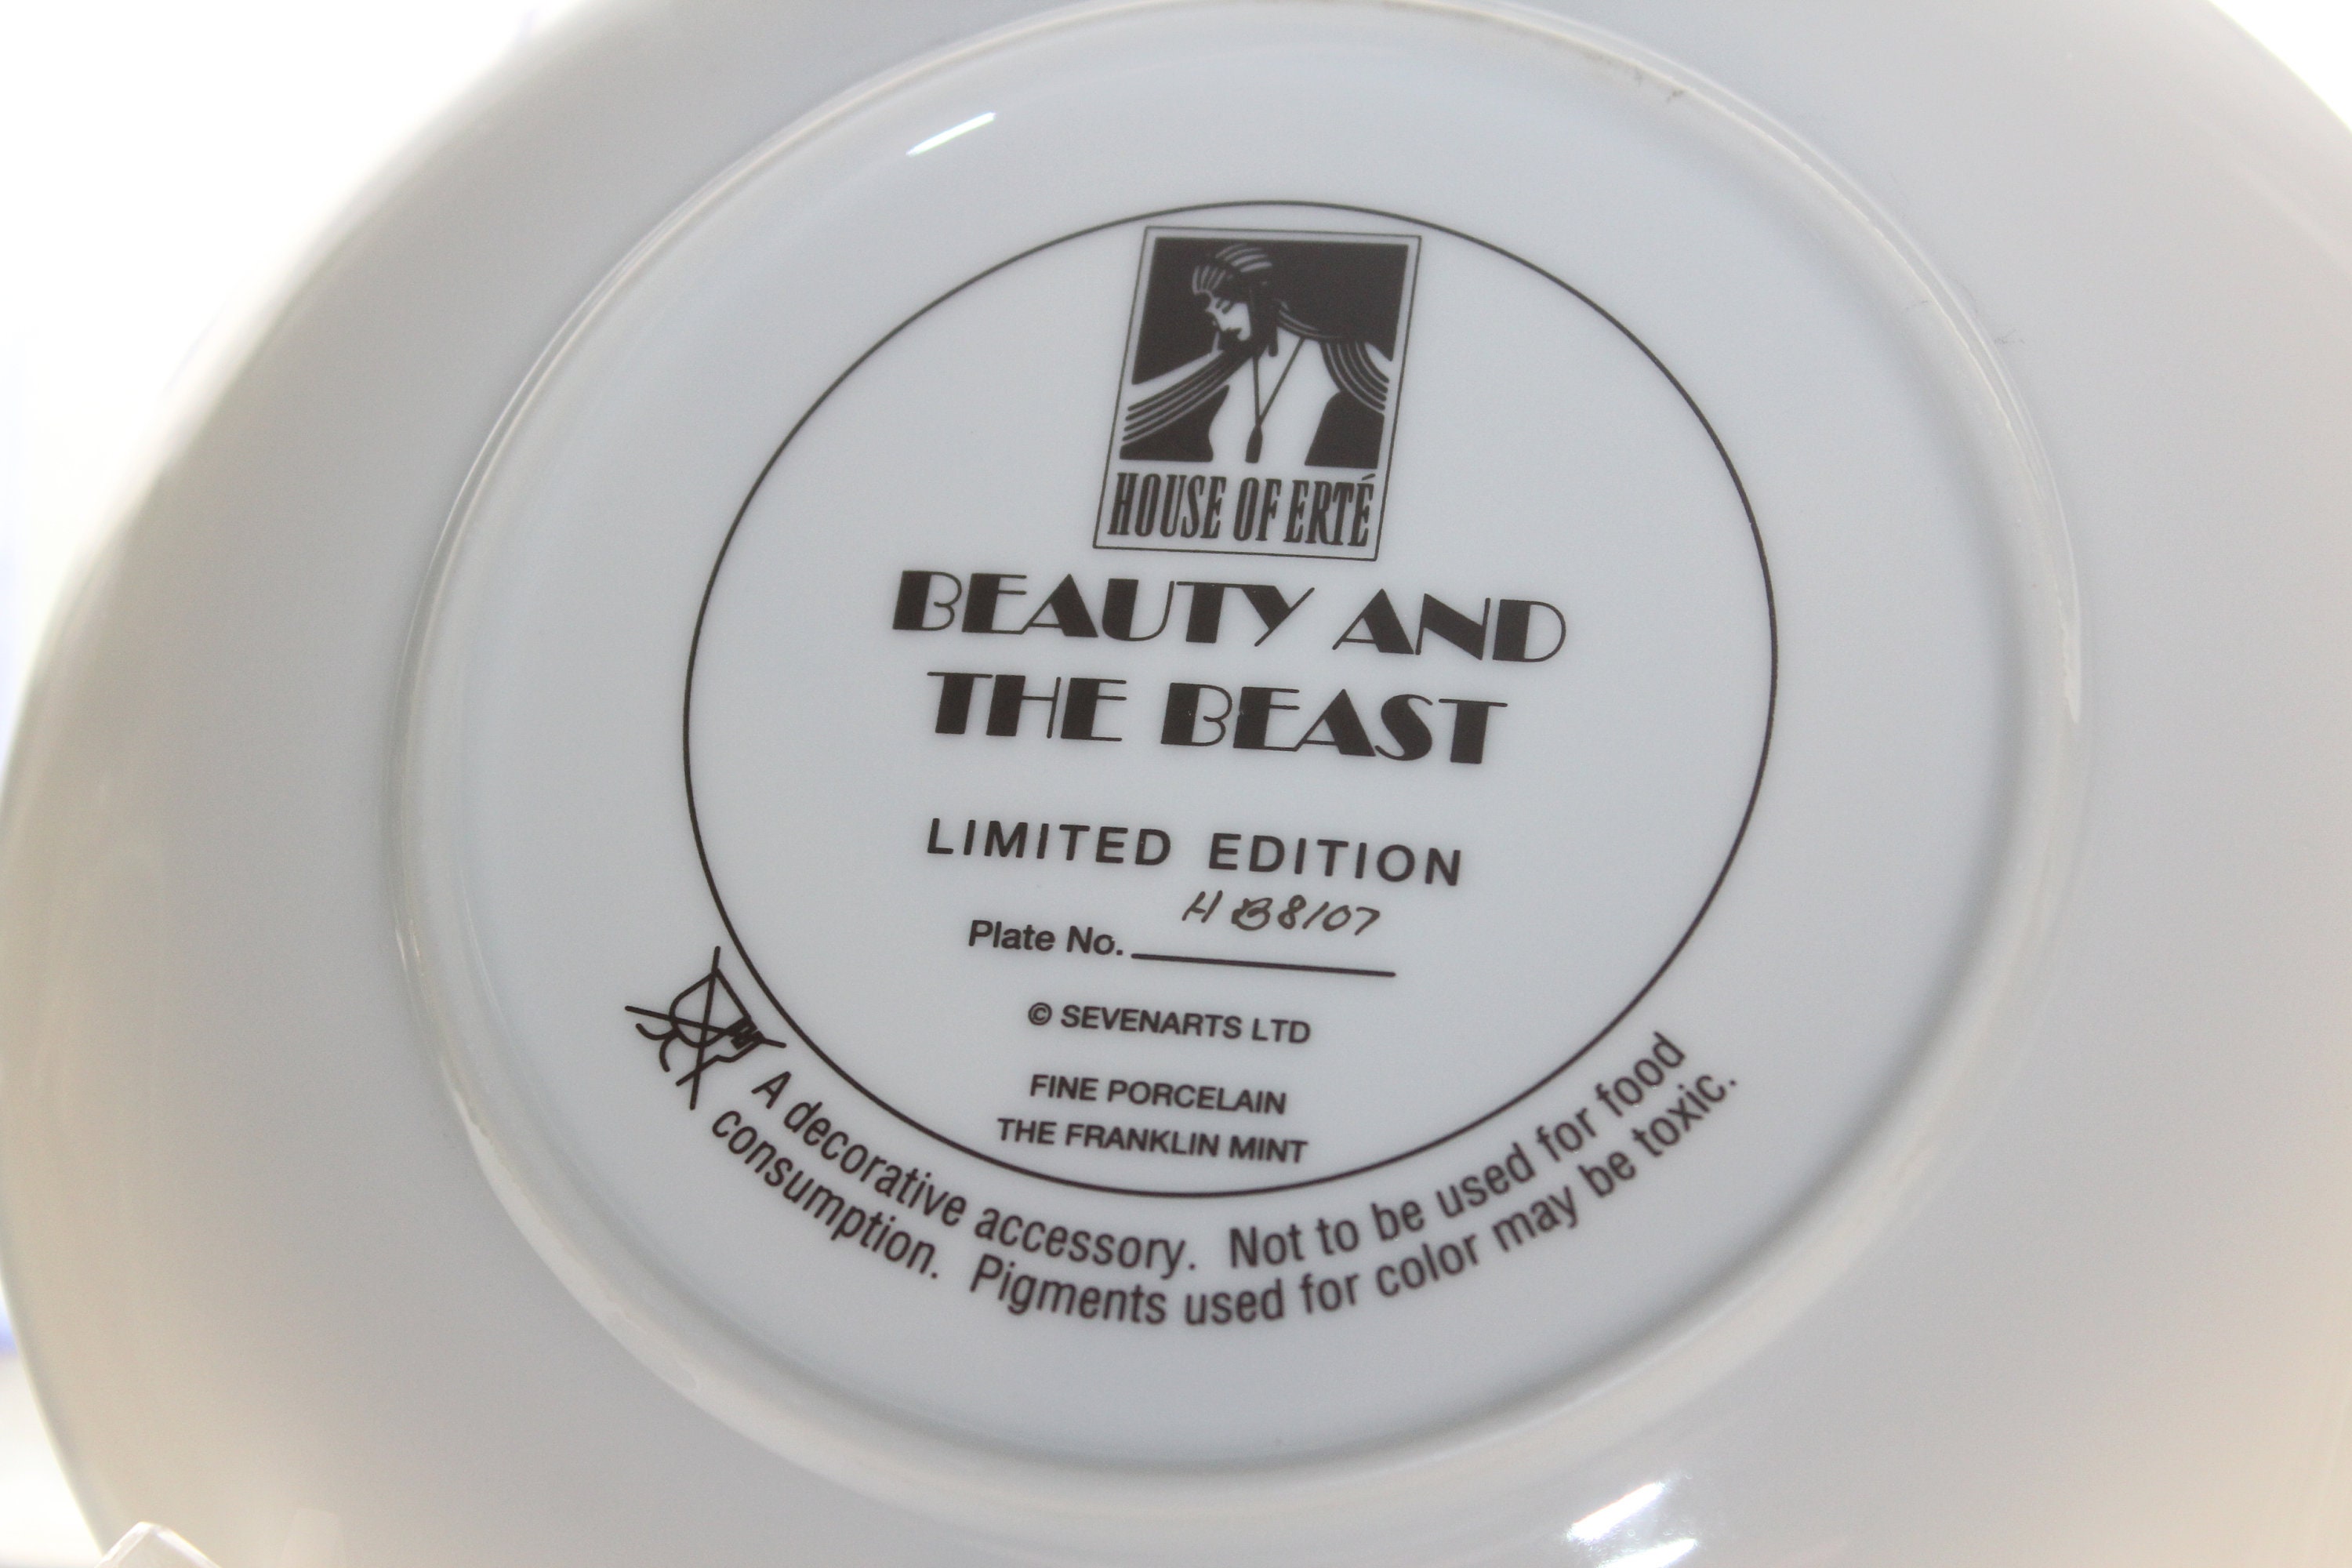 HOUSE OF ERTÉ
BEAUTY AND
THE BEAST
LIMITED EDITION
Plate No. HB8107
© SEVENARTS LTD
FINE PORCELAIN
THE FRANKLIN MINT
A decorative accessory. Not to be used for food
consumption. Pigments used for color may be toxic.